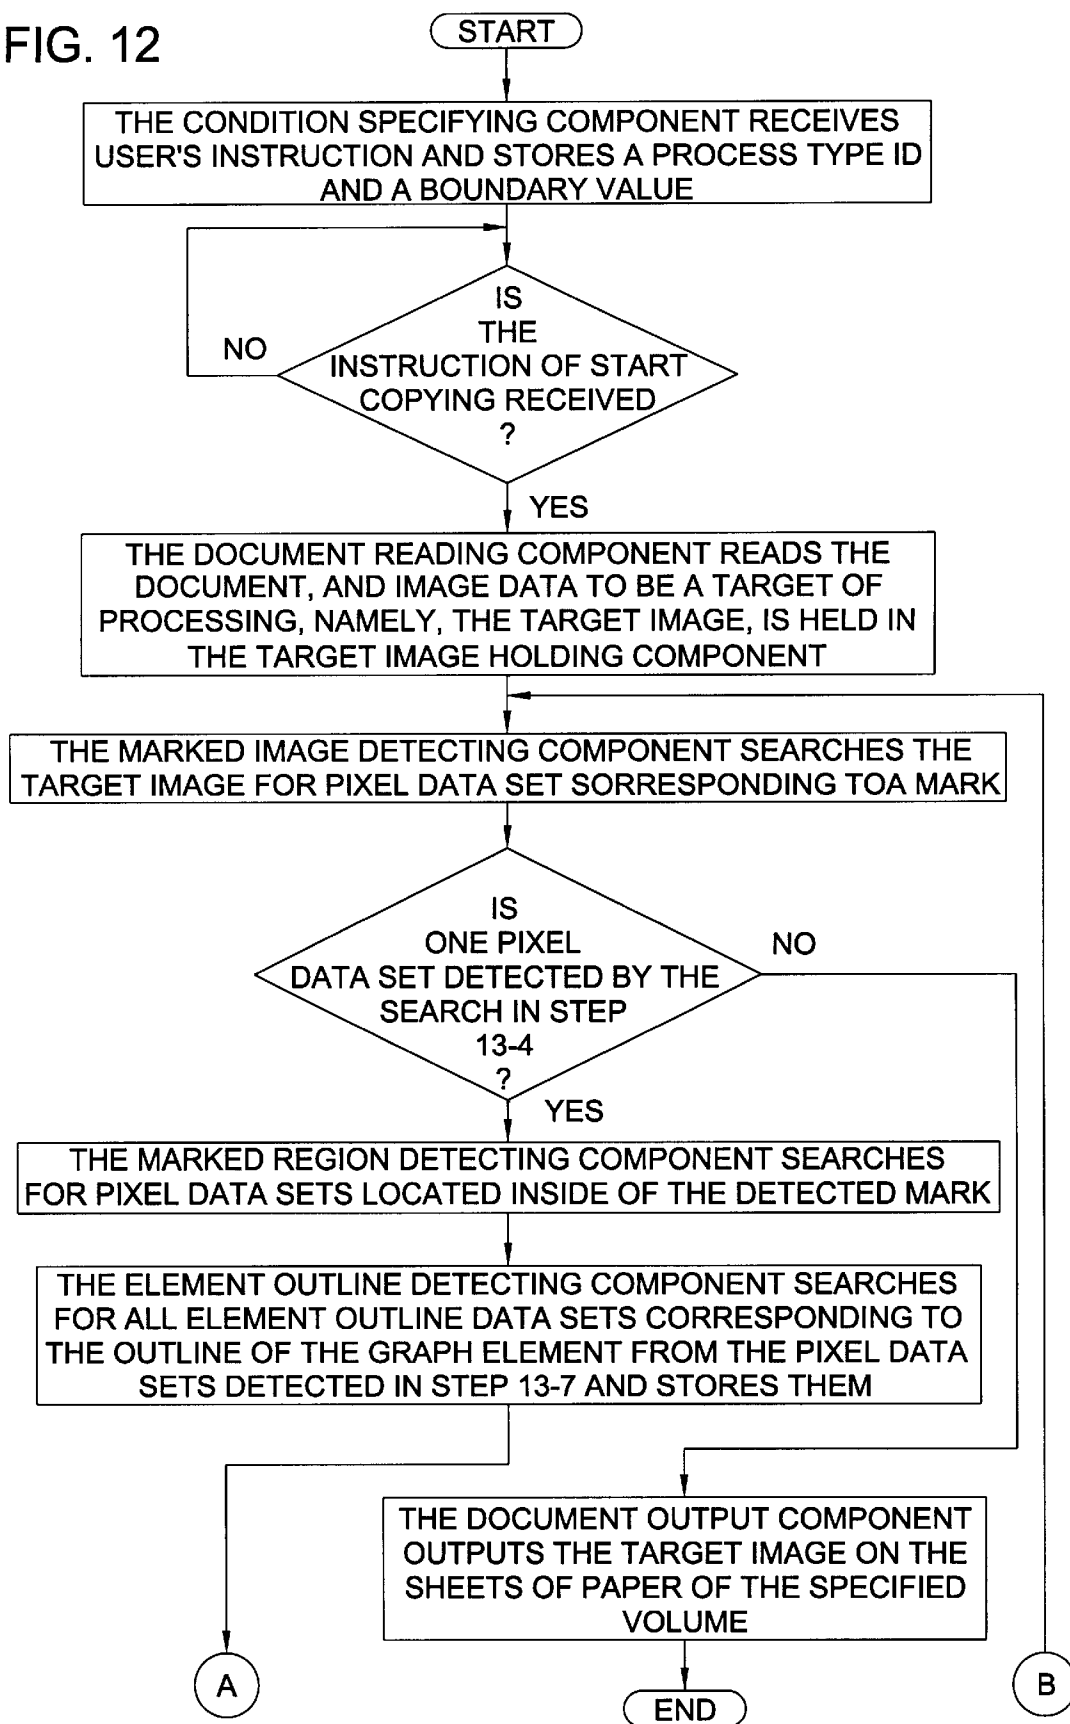 FIG. 12
START
THE CONDITION SPECIFYING COMPONENT RECEIVES
USER'S INSTRUCTION AND STORES A PROCESS TYPE ID
AND A BOUNDARY VALUE
IS
THE
INSTRUCTION OF START
COPYING RECEIVED
?
NO
YES
THE DOCUMENT READING COMPONENT READS THE
DOCUMENT, AND IMAGE DATA TO BE A TARGET OF
PROCESSING, NAMELY, THE TARGET IMAGE, IS HELD IN
THE TARGET IMAGE HOLDING COMPONENT
THE MARKED IMAGE DETECTING COMPONENT SEARCHES THE
TARGET IMAGE FOR PIXEL DATA SET SORRESPONDING TOA MARK
IS
ONE PIXEL
DATA SET DETECTED BY THE
SEARCH IN STEP
13-4
?
NO
YES
THE MARKED REGION DETECTING COMPONENT SEARCHES
FOR PIXEL DATA SETS LOCATED INSIDE OF THE DETECTED MARK
THE ELEMENT OUTLINE DETECTING COMPONENT SEARCHES
FOR ALL ELEMENT OUTLINE DATA SETS CORRESPONDING TO
THE OUTLINE OF THE GRAPH ELEMENT FROM THE PIXEL DATA
SETS DETECTED IN STEP 13-7 AND STORES THEM
THE DOCUMENT OUTPUT COMPONENT
OUTPUTS THE TARGET IMAGE ON THE
SHEETS OF PAPER OF THE SPECIFIED
VOLUME
A
B
END